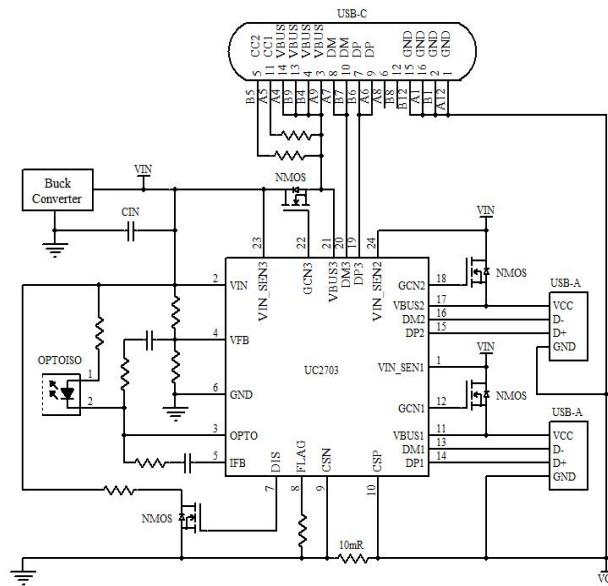 USB-C
CC2
CC1
VBUS
VBUS
VBUS
VBUS
DM
DM
DP
DP
GND
GND
GND
GND
5
11
14
13
4
3
8
10
7
9
6
12
15
16
2
1
B5
A5
A4
B9
B4
A9
A7
B7
B6
A6
A8
B8
B12
A1
B1
A12
Buck
Converter
VIN
CIN
NMOS
23
22
21
20
19
24
VIN_SEN3
GCN3
VBUS3
DM3
DP3
VIN_SEN2
VIN
NMOS
2
VIN
GCN2
18
VBUS2
17
DM2
16
DP2
15
USB-A
VCC
D-
D+
GND
4
VFB
OPTOISO
1
2
UC2703
VIN_SEN1
1
VIN
NMOS
6
GND
GCN1
12
USB-A
3
OPTO
VBUS1
11
VCC
DM1
13
D-
5
IFB
DP1
14
D+
GND
DIS
FLAG
CSN
CSP
7
8
9
10
NMOS
10mR